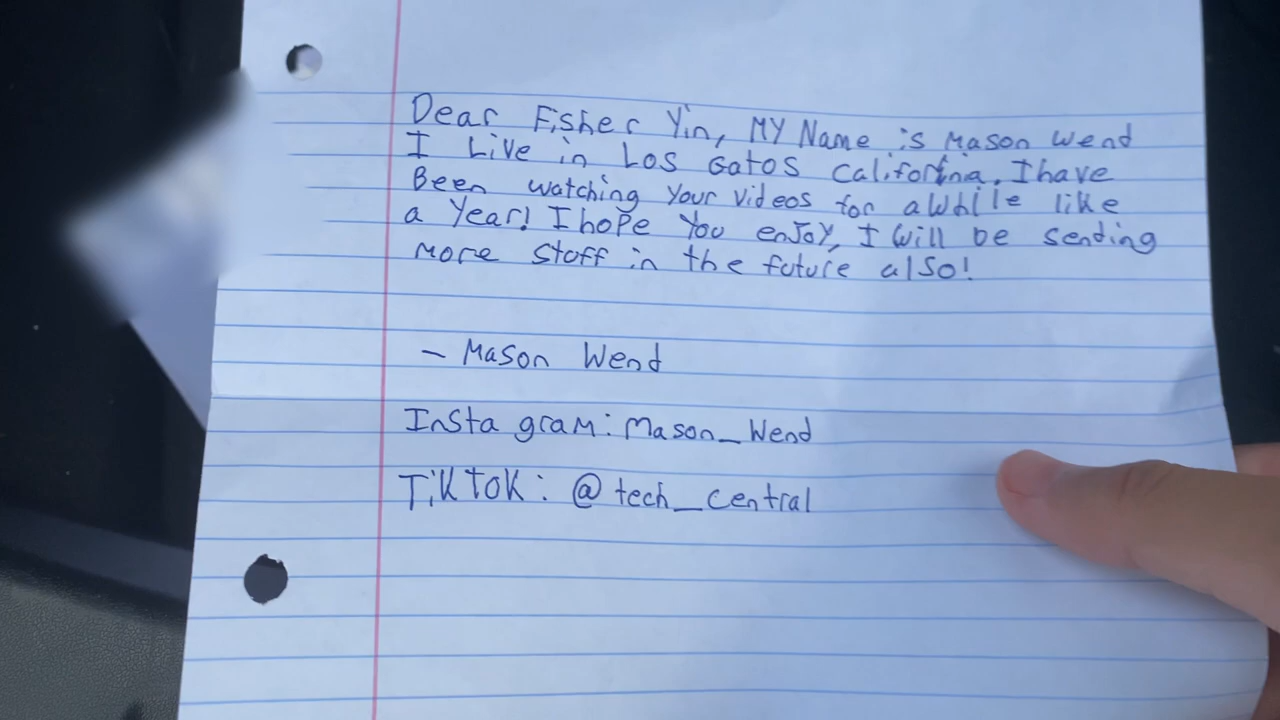 Dear Fisher Yin, MY Name is Mason Wend
I Live in Los Gatos California. I have
Been watching Your Videos for awhile like
a Year! I hope You enjoy, I will be sending
more stuff in the future also!
- Mason Wend
Instagram: Mason_Wend
TikTok: @tech_central